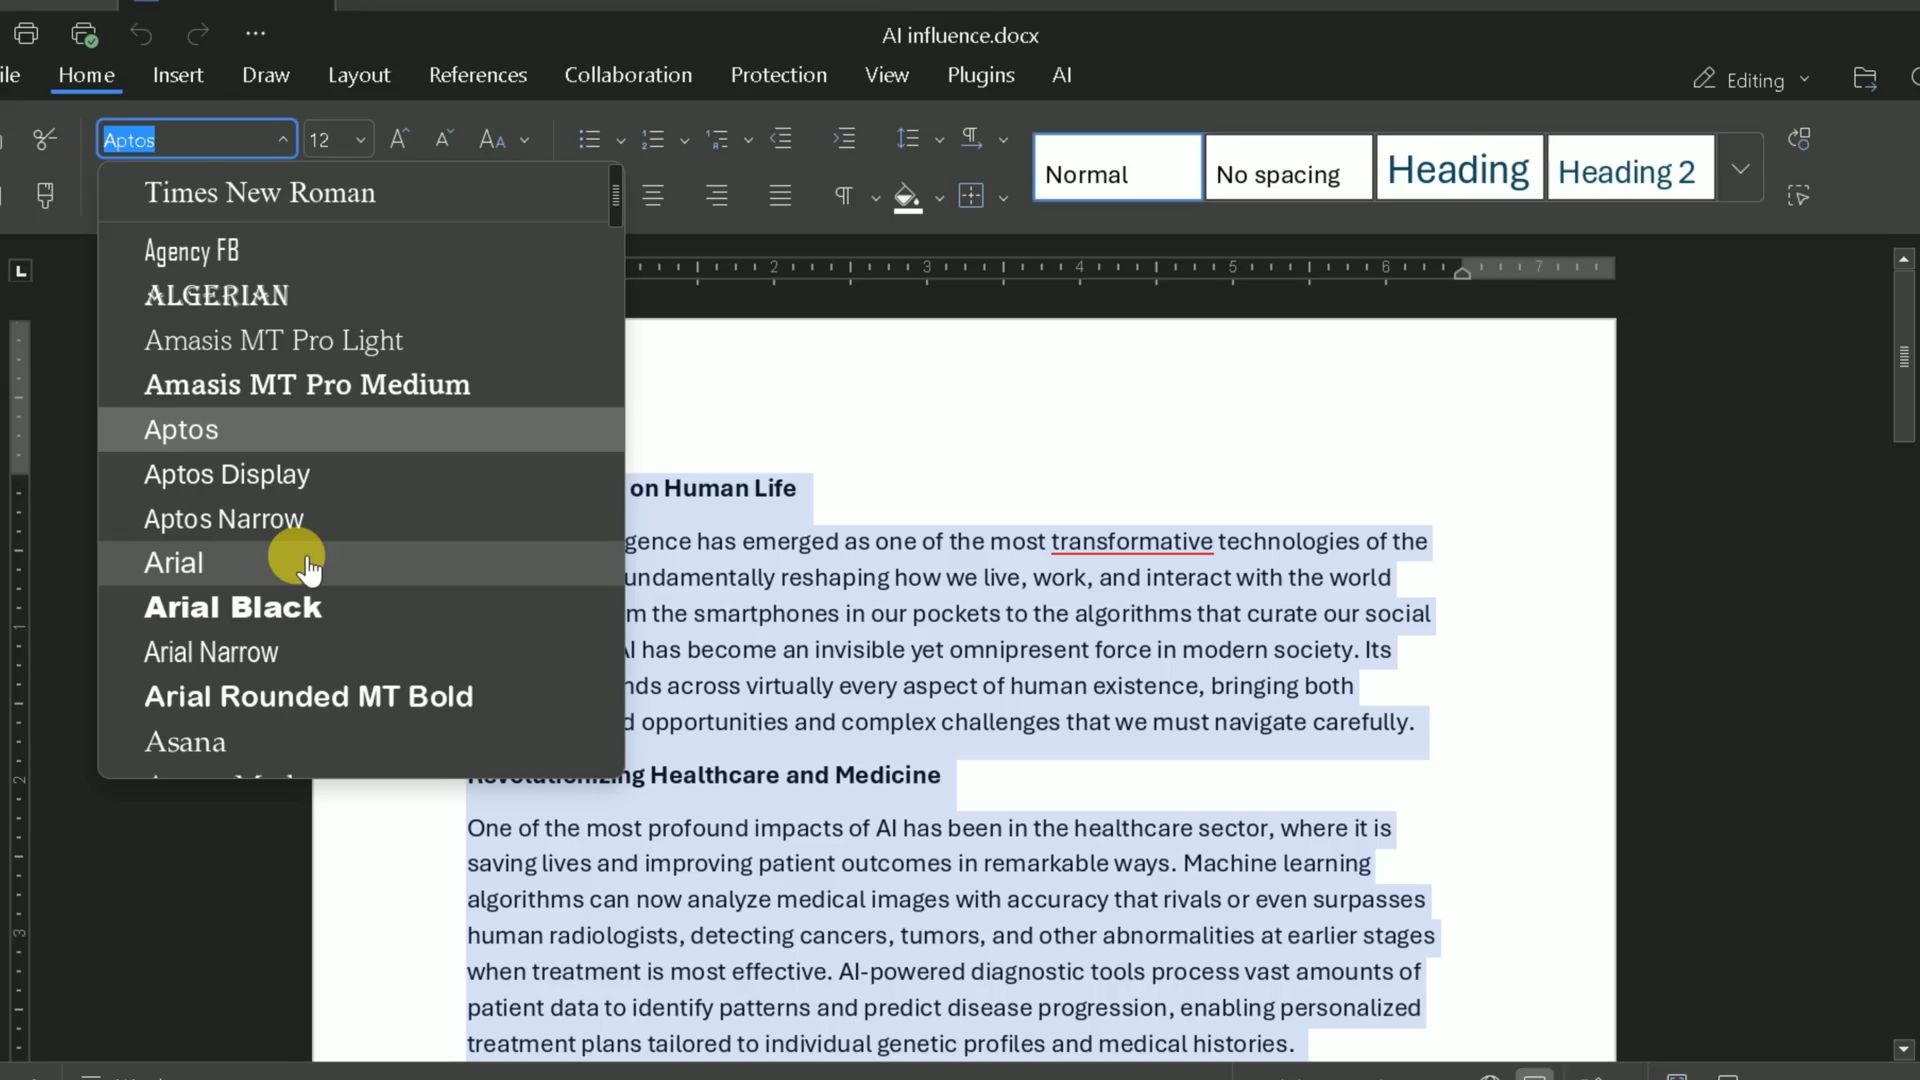 AI influence.docx
ile Home Insert Draw Layout References Collaboration Protection View Plugins AI Editing
Aptos 12
Normal No spacing Heading Heading 2
Times New Roman
Agency FB
ALGERIAN
Amasis MT Pro Light
Amasis MT Pro Medium
Aptos
Aptos Display
Aptos Narrow
Arial
Arial Black
Arial Narrow
Arial Rounded MT Bold
Asana
L
2 3 4 5 6 7
1
2
3
on Human Life
gence has emerged as one of the most transformative technologies of the
undamentally reshaping how we live, work, and interact with the world
m the smartphones in our pockets to the algorithms that curate our social
AI has become an invisible yet omnipresent force in modern society. Its
nds across virtually every aspect of human existence, bringing both
d opportunities and complex challenges that we must navigate carefully.
Revolutionizing Healthcare and Medicine
One of the most profound impacts of AI has been in the healthcare sector, where it is
saving lives and improving patient outcomes in remarkable ways. Machine learning
algorithms can now analyze medical images with accuracy that rivals or even surpasses
human radiologists, detecting cancers, tumors, and other abnormalities at earlier stages
when treatment is most effective. AI-powered diagnostic tools process vast amounts of
patient data to identify patterns and predict disease progression, enabling personalized
treatment plans tailored to individual genetic profiles and medical histories.